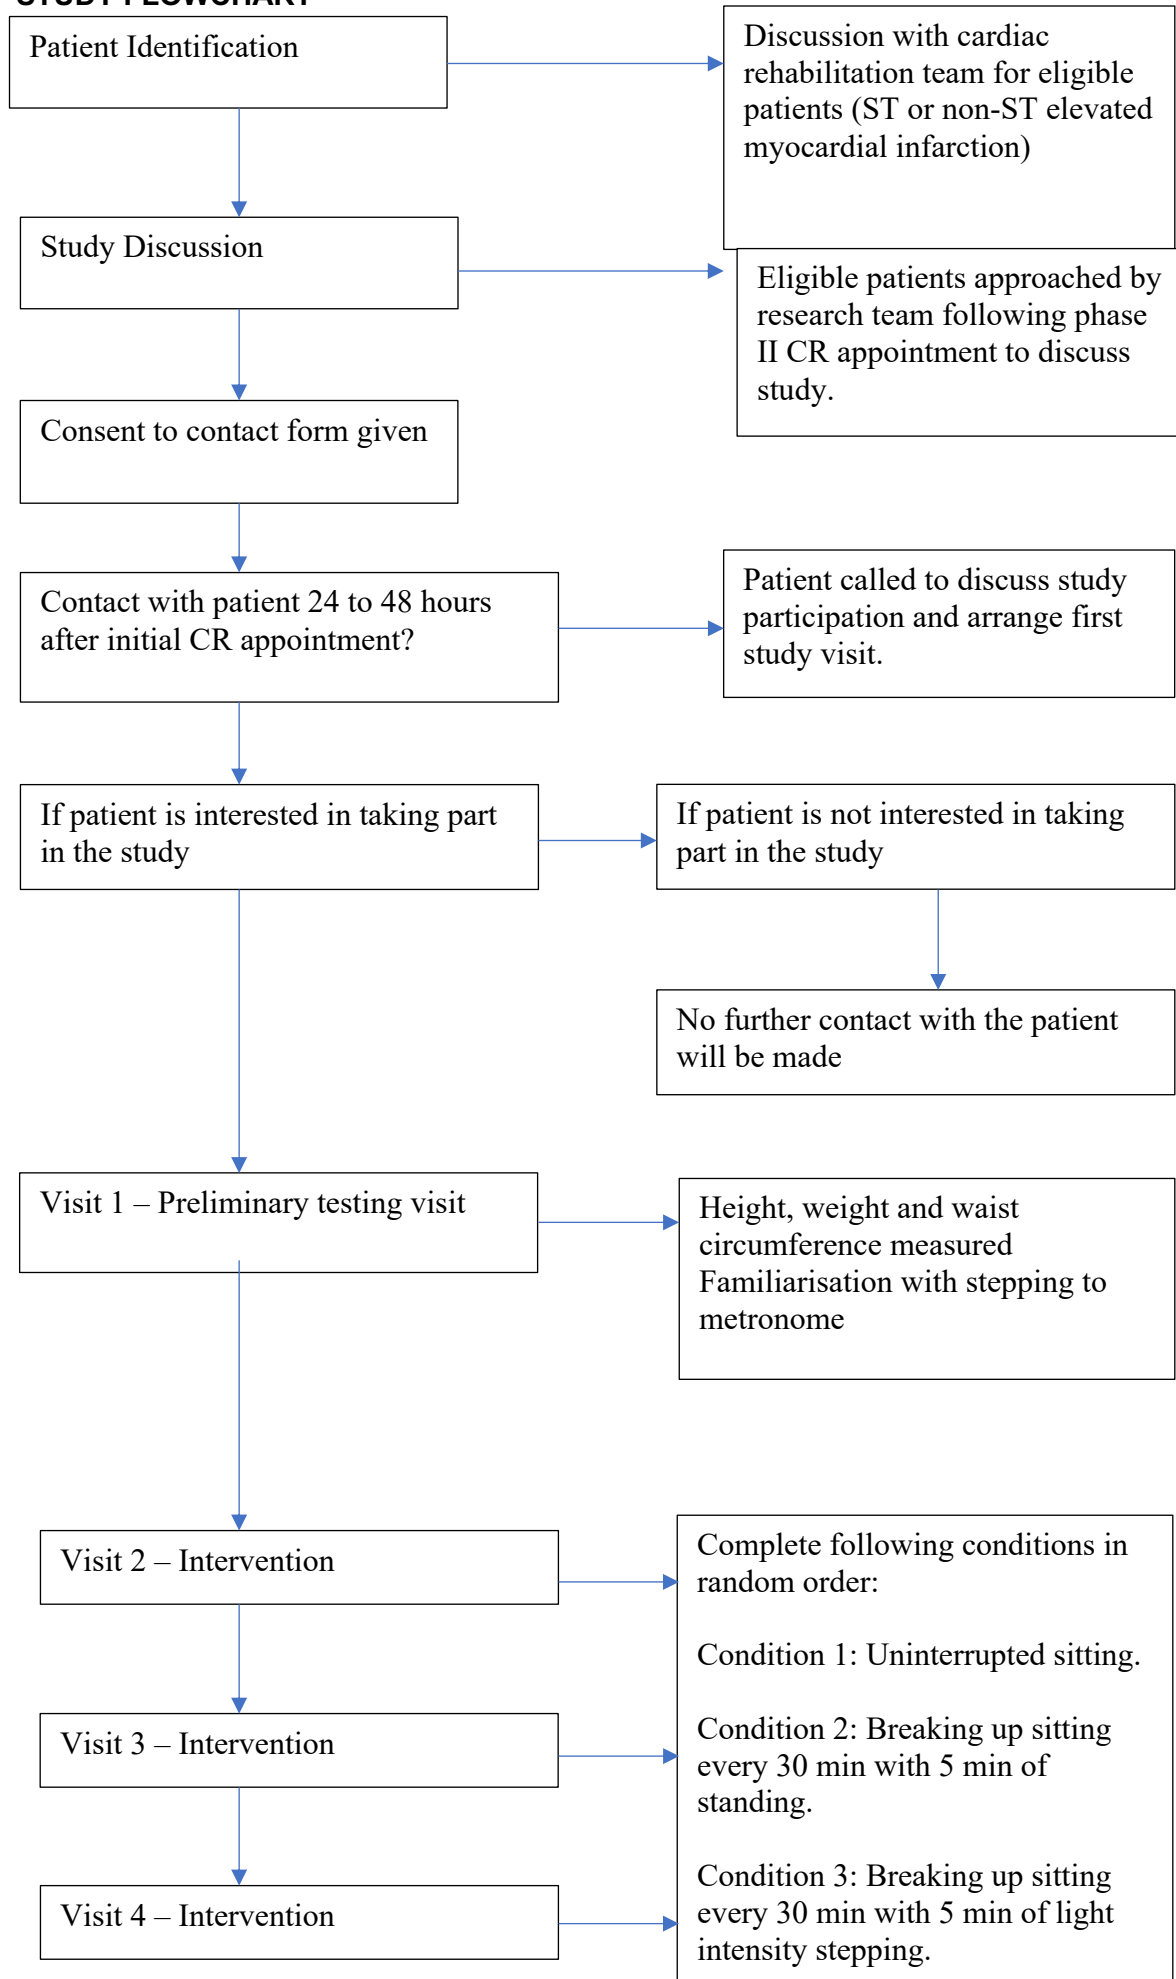 STUDY FLOWCHART
Patient Identification
Discussion with cardiac
rehabilitation team for eligible
patients (ST or non-ST elevated
myocardial infarction)
Study Discussion
Eligible patients approached by
research team following phase
II CR appointment to discuss
study.
Consent to contact form given
Contact with patient 24 to 48 hours
after initial CR appointment?
Patient called to discuss study
participation and arrange first
study visit.
If patient is interested in taking part
in the study
If patient is not interested in taking
part in the study
No further contact with the patient
will be made
Visit 1 – Preliminary testing visit
Height, weight and waist
circumference measured
Familiarisation with stepping to
metronome
Visit 2 – Intervention
Visit 3 – Intervention
Visit 4 – Intervention
Complete following conditions in
random order:
Condition 1: Uninterrupted sitting.
Condition 2: Breaking up sitting
every 30 min with 5 min of
standing.
Condition 3: Breaking up sitting
every 30 min with 5 min of light
intensity stepping.